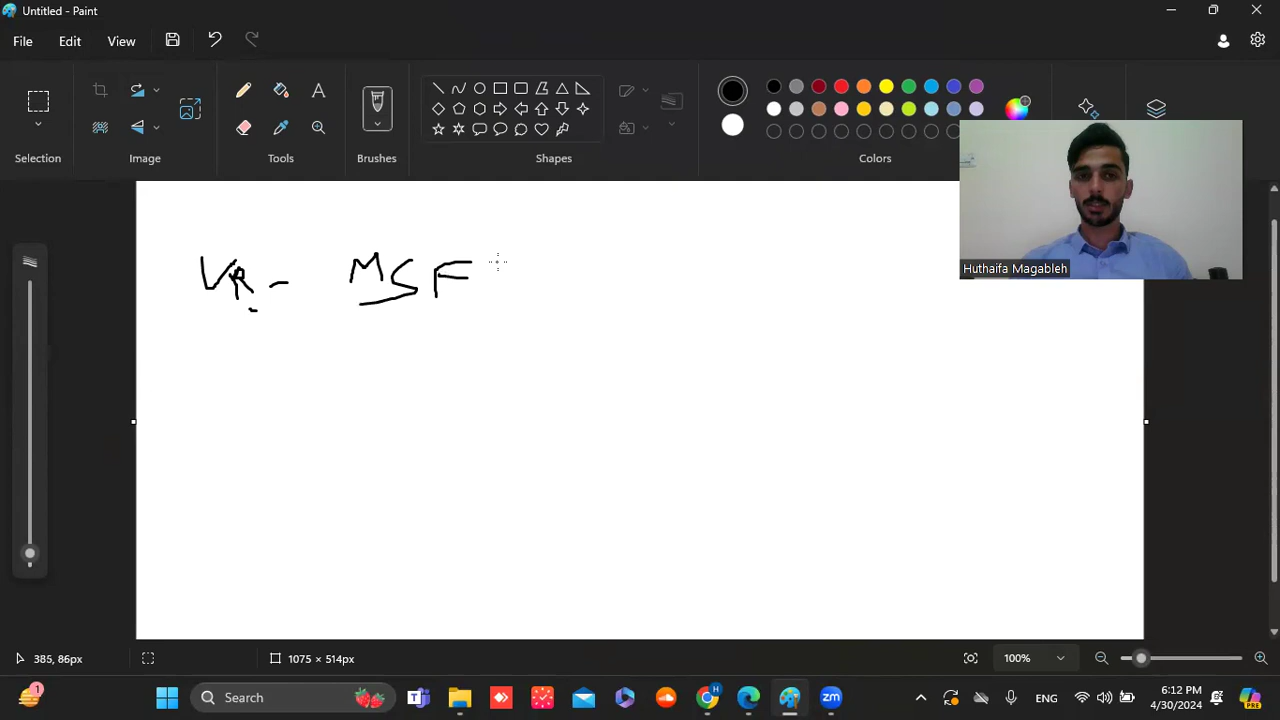 Untitled - Paint
File Edit View
Selection Image Tools Brushes Shapes Colors
VR - MSF
Huthaifa Magableh
385, 86px 1075 × 514px 100%
Search ENG 6:12 PM
4/30/2024